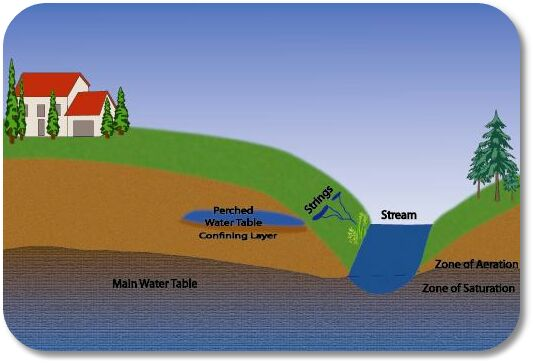 Strings
Perched
Water Table
Confining Layer
Stream
Zone of Aeration
Main Water Table
Zone of Saturation